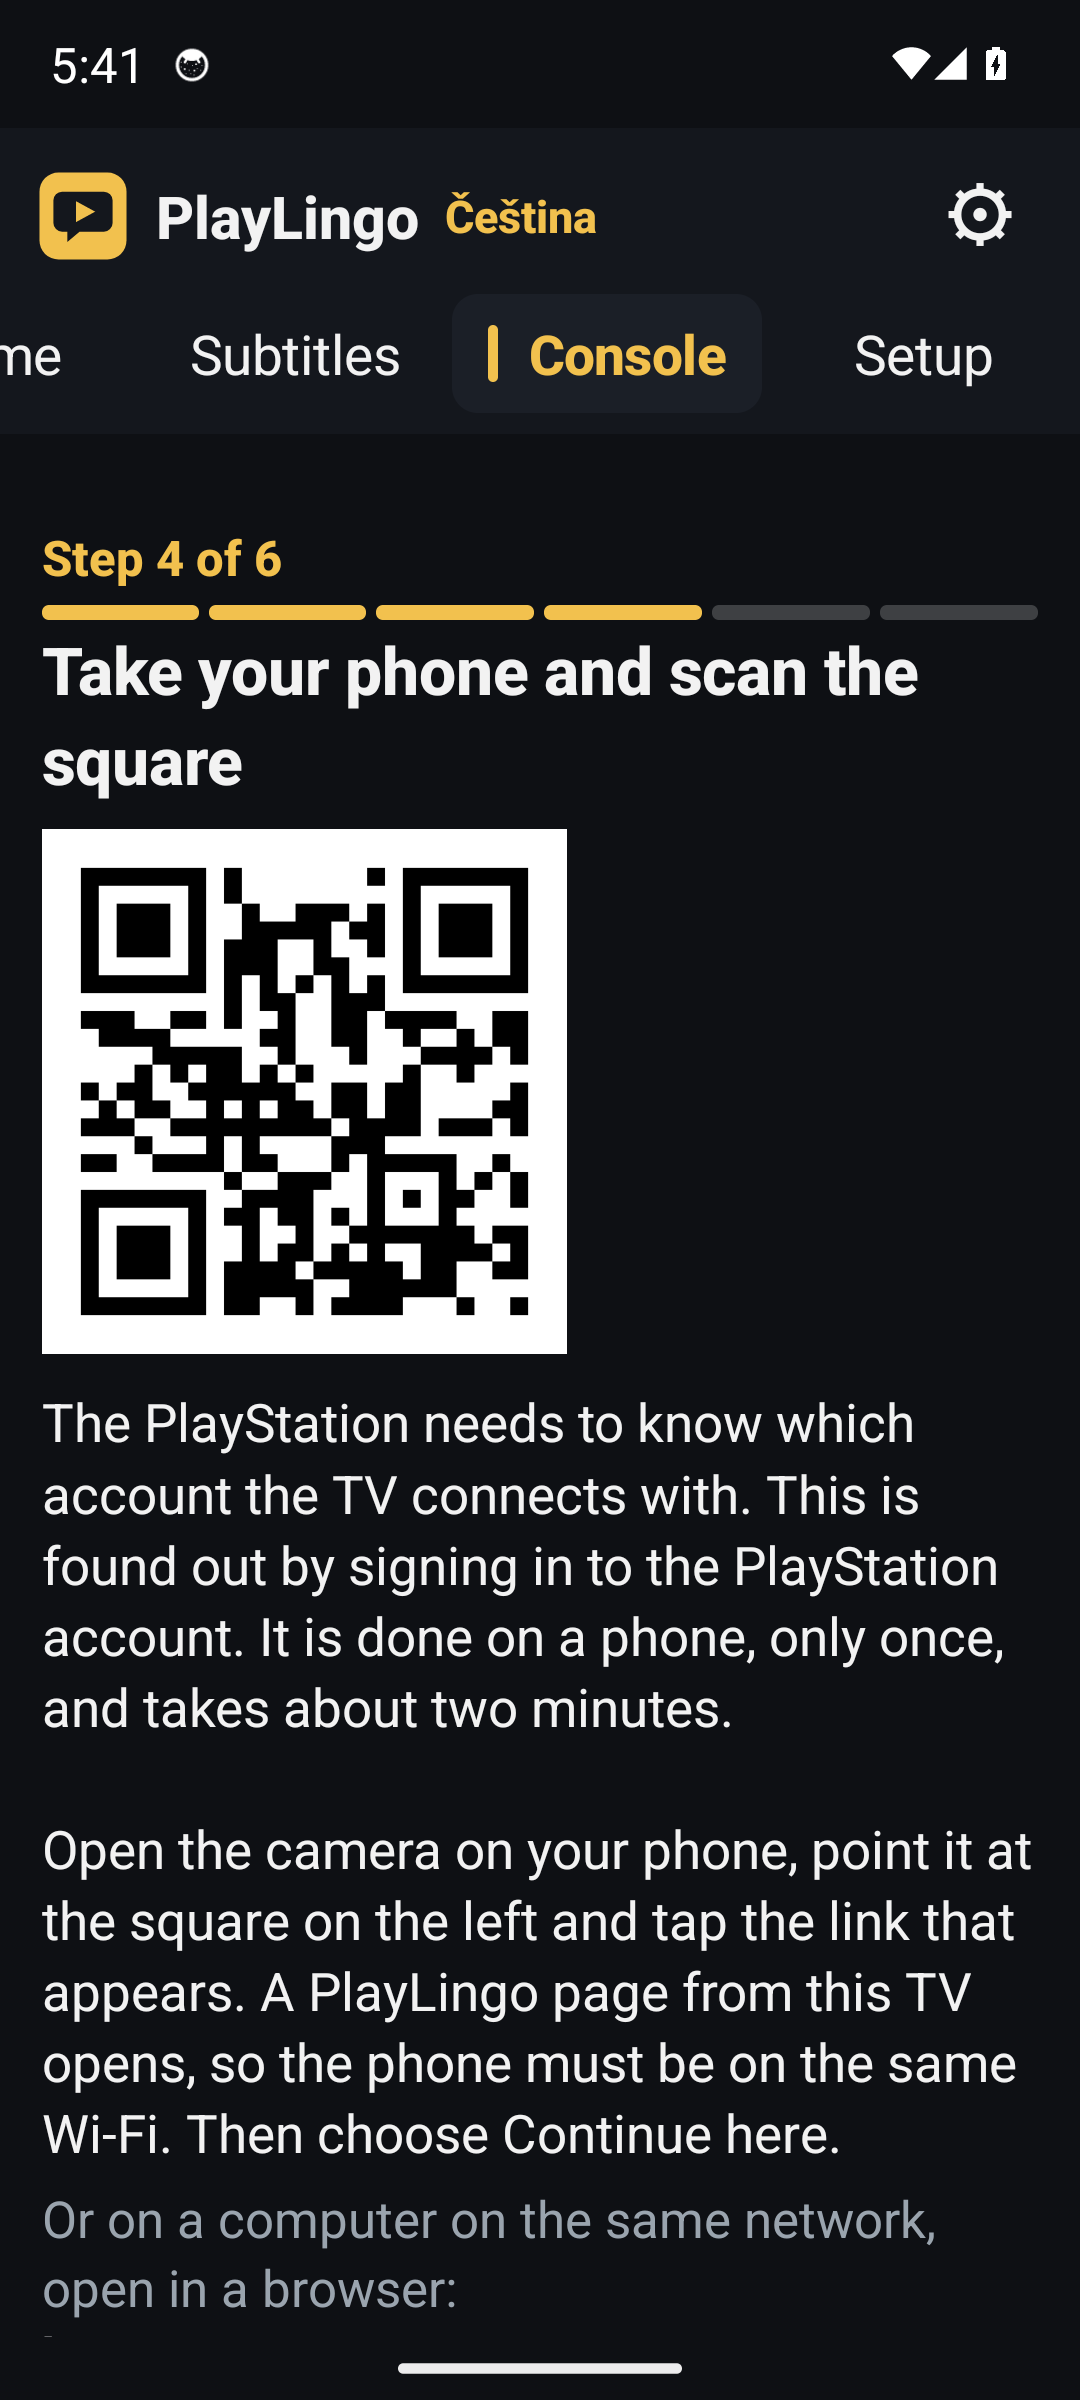 5:41
PlayLingo Čeština
me
Subtitles
Console
Setup
Step 4 of 6
Take your phone and scan the
square
The PlayStation needs to know which
account the TV connects with. This is
found out by signing in to the PlayStation
account. It is done on a phone, only once,
and takes about two minutes.
Open the camera on your phone, point it at
the square on the left and tap the link that
appears. A PlayLingo page from this TV
opens, so the phone must be on the same
Wi-Fi. Then choose Continue here.
Or on a computer on the same network,
open in a browser: